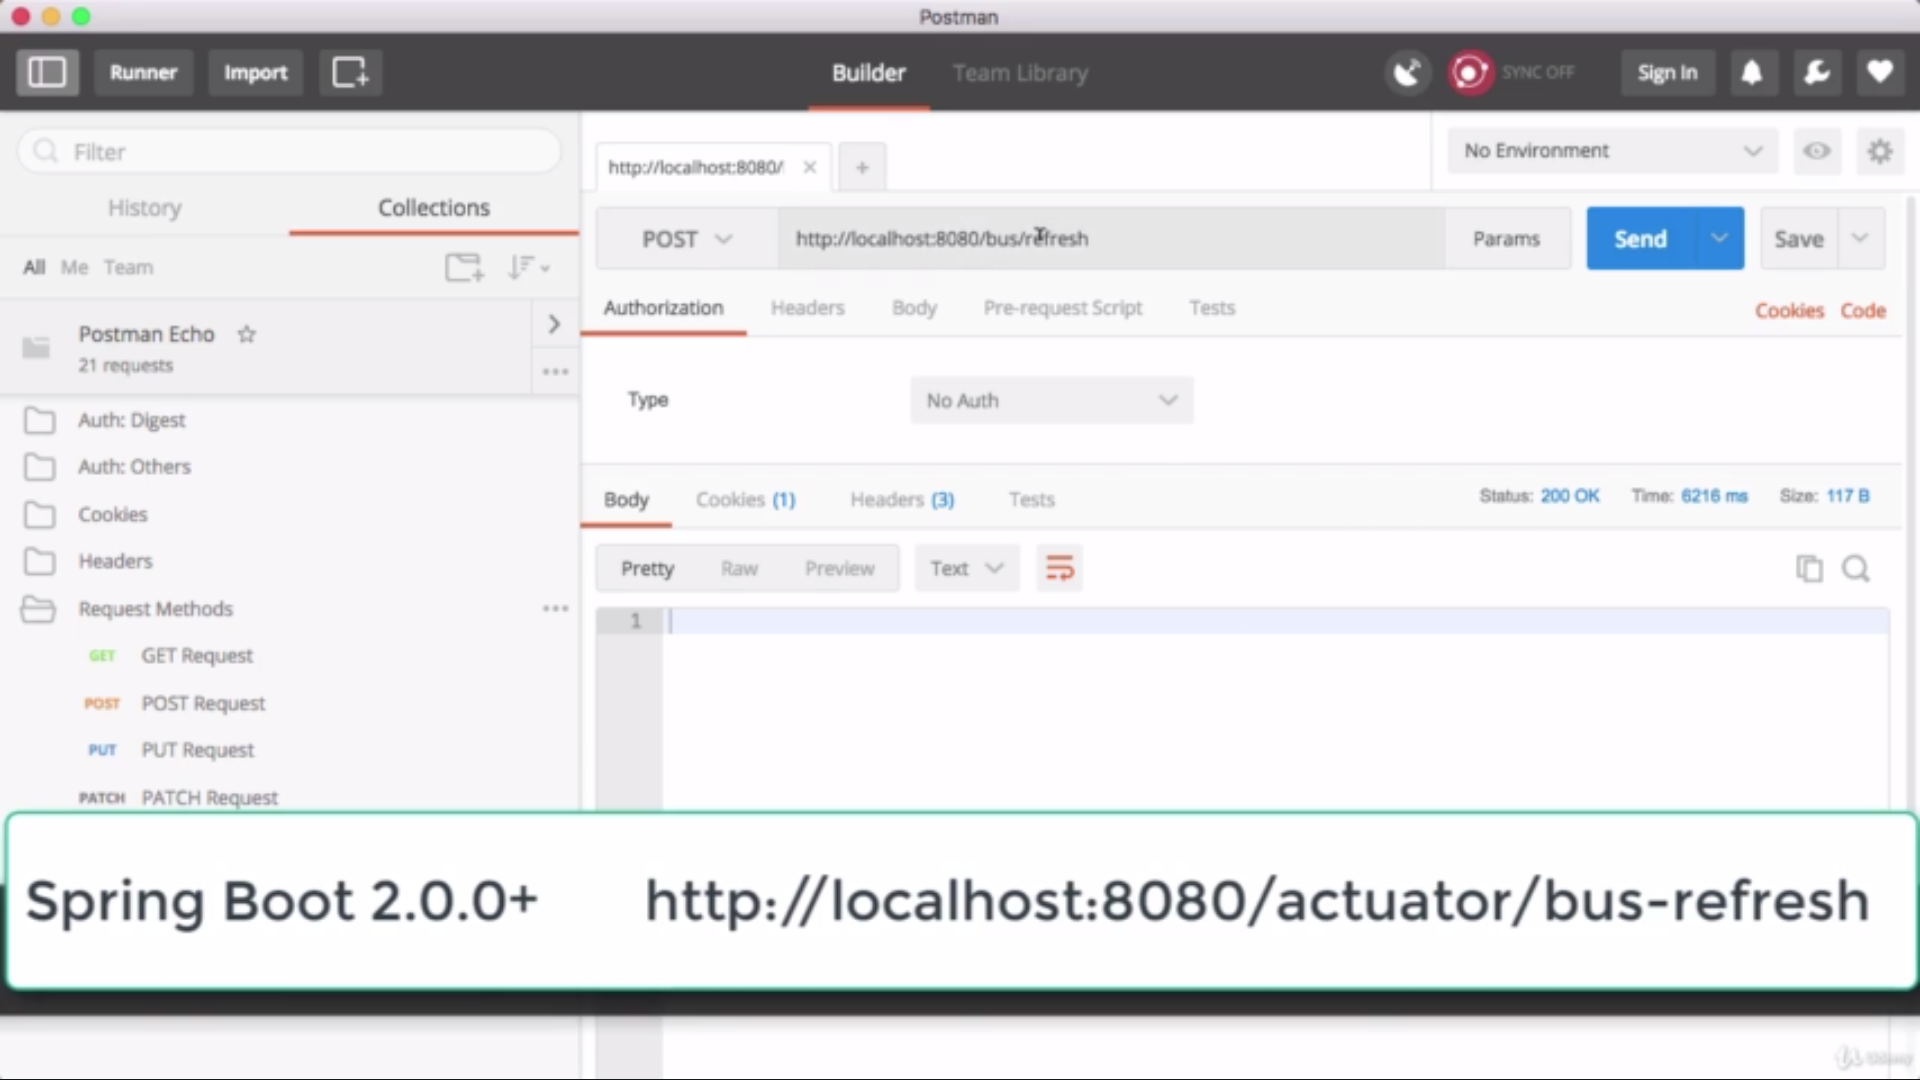 Postman
Runner
Import
Builder
Team Library
SYNC OFF
Sign In
Filter
History
Collections
All Me Team
Postman Echo
21 requests
Auth: Digest
Auth: Others
Cookies
Headers
Request Methods
GET GET Request
POST POST Request
PUT PUT Request
PATCH PATCH Request
http://localhost:8080/
No Environment
POST
http://localhost:8080/bus/refresh
Params
Send
Save
Authorization
Headers
Body
Pre-request Script
Tests
Cookies
Code
Type
No Auth
Body
Cookies (1)
Headers (3)
Tests
Status: 200 OK
Time: 6216 ms
Size: 117 B
Pretty
Raw
Preview
Text
1
Spring Boot 2.0.0+ http://localhost:8080/actuator/bus-refresh
Udemy